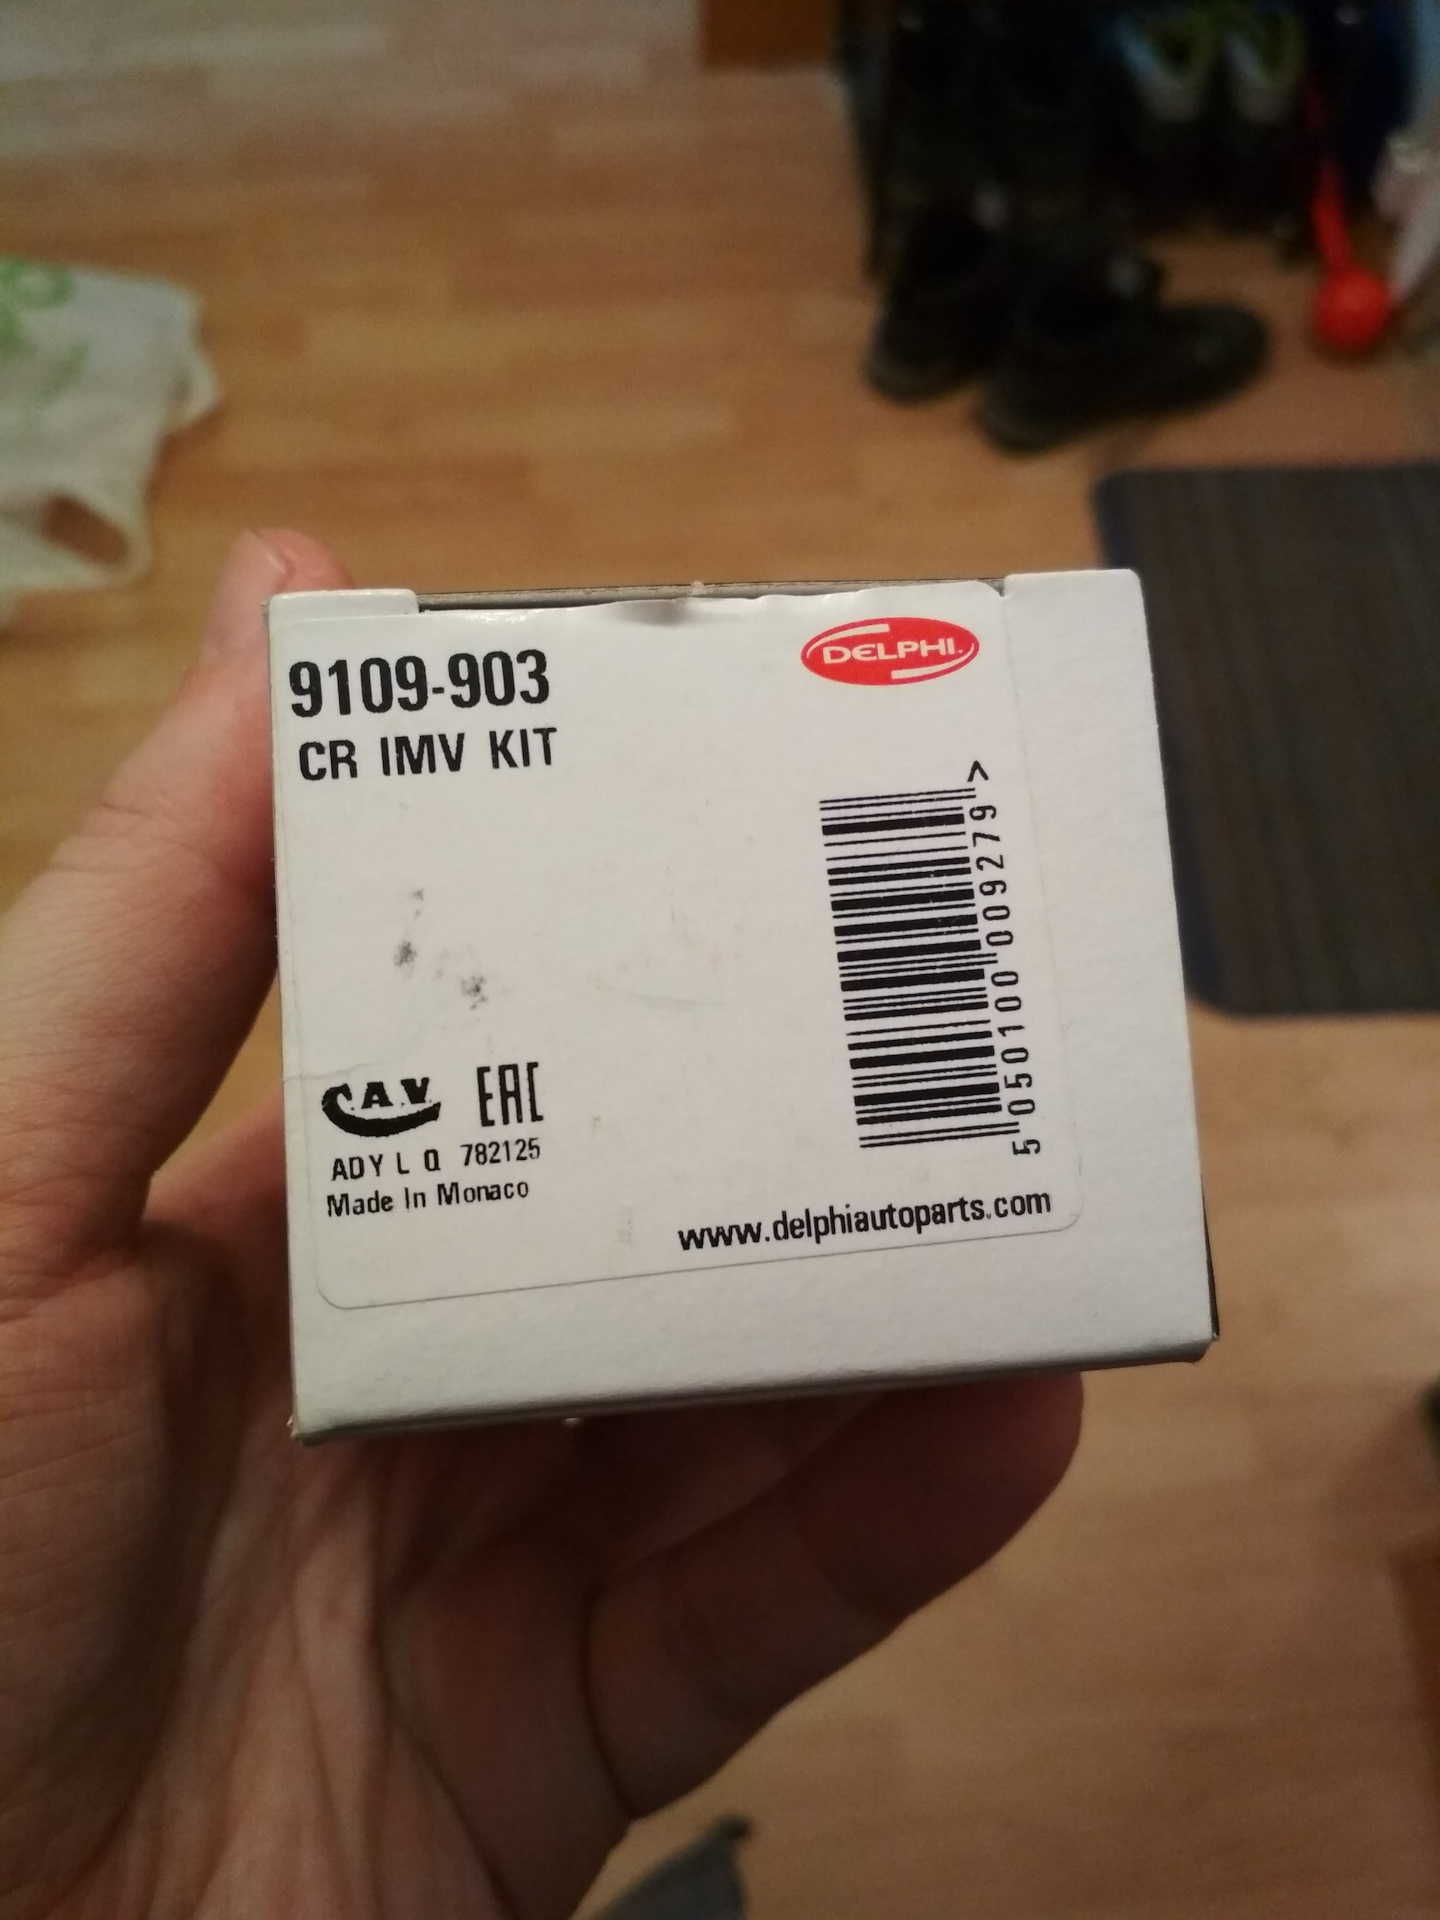 9109-903
DELPHI
CR IMV KIT
5 050100 009279 >
C.A.V. EAC
ADY L Q 782125
Made In Monaco
www.delphiautoparts.com